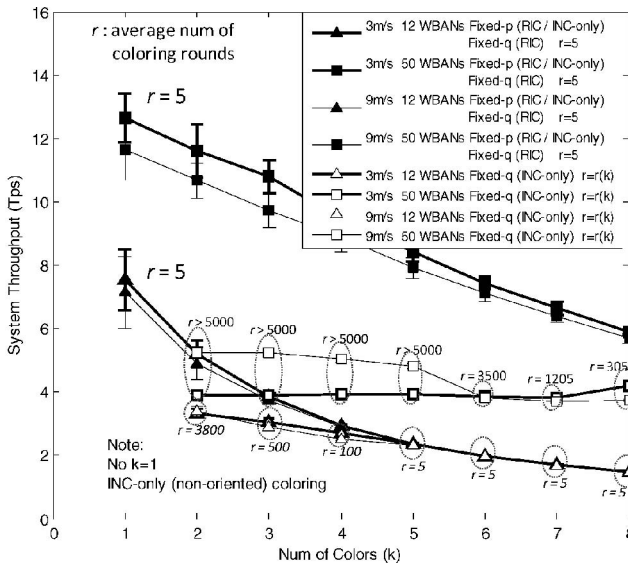 r : average num of
coloring rounds
3m/s 12 WBANs Fixed-p (RIC / INC-only)
Fixed-q (RIC) r=5
3m/s 50 WBANs Fixed-p (RIC / INC-only)
Fixed-q (RIC) r=5
9m/s 12 WBANs Fixed-p (RIC / INC-only)
Fixed-q (RIC) r=5
9m/s 50 WBANs Fixed-p (RIC / INC-only)
Fixed-q (RIC) r=5
3m/s 12 WBANs Fixed-q (INC-only) r=r(k)
3m/s 50 WBANs Fixed-q (INC-only) r=r(k)
9m/s 12 WBANs Fixed-q (INC-only) r=r(k)
9m/s 50 WBANs Fixed-q (INC-only) r=r(k)
r = 5
r = 5
r>5000
r>5000
r>5000
r>5000
r=3500
r=1205
r=305
r=3800
r=500
r=100
r=5
r=5
r=5
r=5
Note:
No k=1
INC-only (non-oriented) coloring
System Throughput (Tps)
16
14
12
10
8
6
4
2
0
0 1 2 3 4 5 6 7 8
Num of Colors (k)